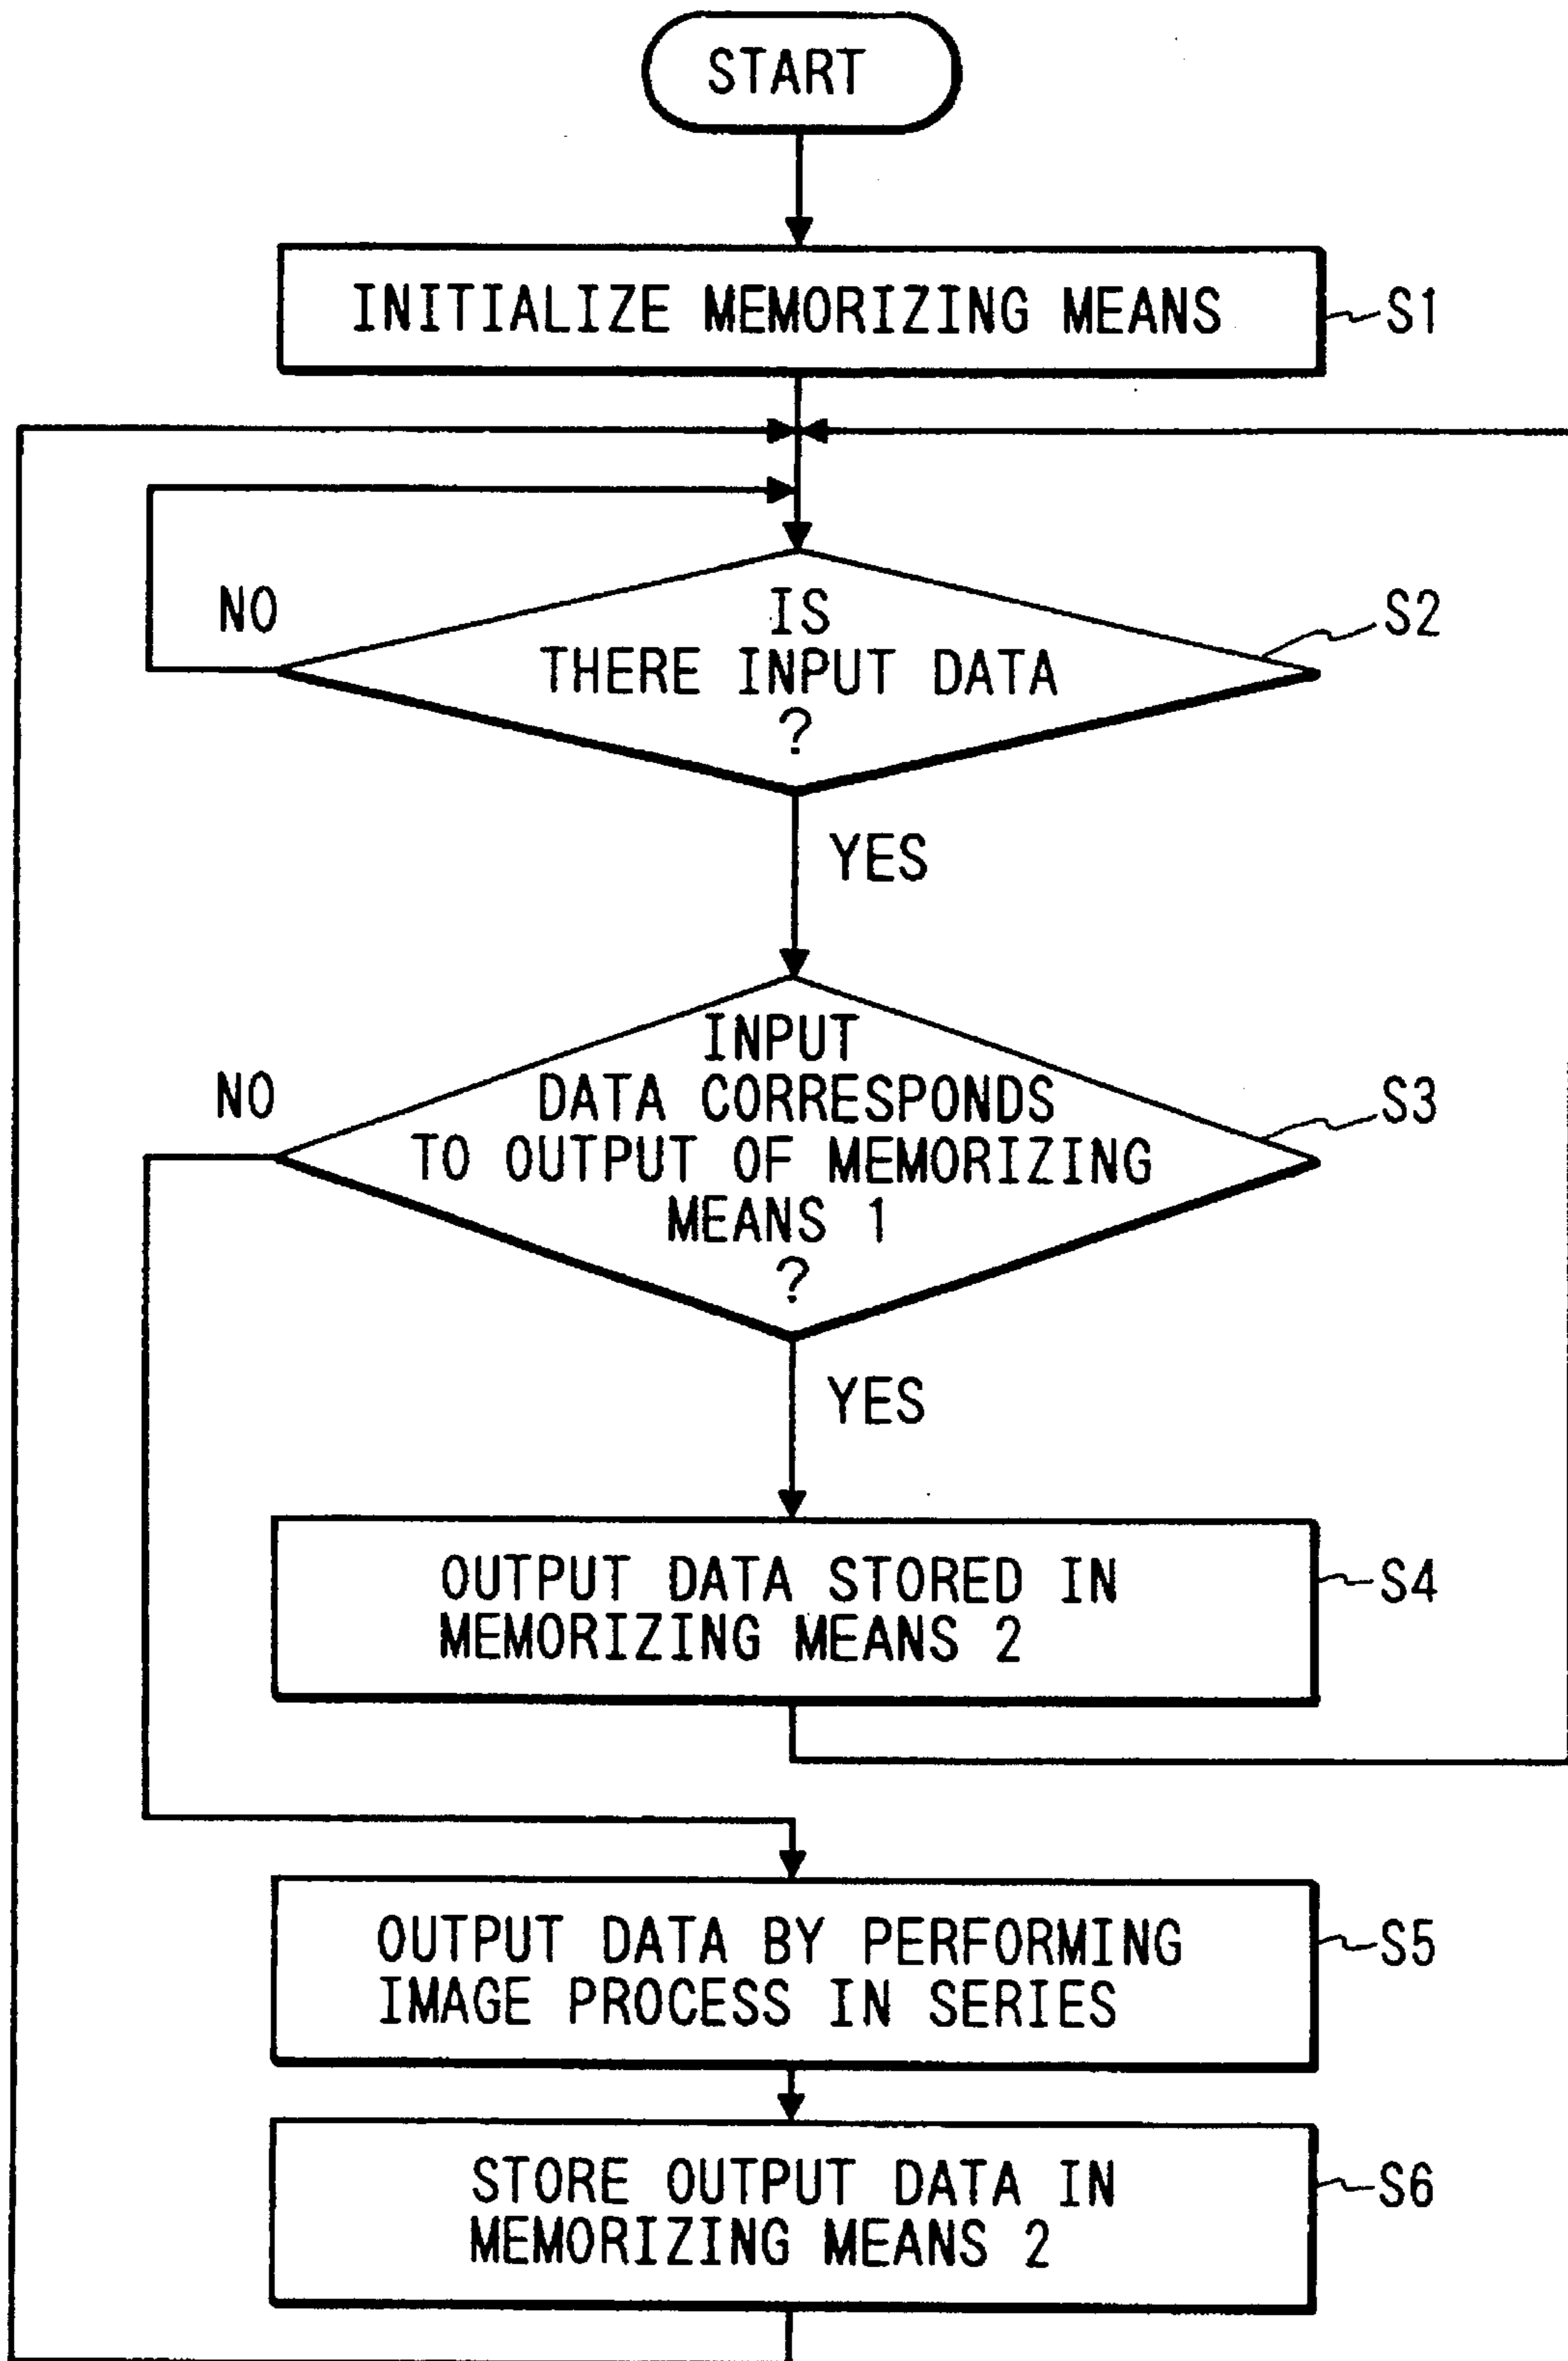 START
INITIALIZE MEMORIZING MEANS
S1
NO
IS
THERE INPUT DATA
?
S2
YES
NO
INPUT
DATA CORRESPONDS
TO OUTPUT OF MEMORIZING
MEANS 1
?
S3
YES
OUTPUT DATA STORED IN
MEMORIZING MEANS 2
S4
OUTPUT DATA BY PERFORMING
IMAGE PROCESS IN SERIES
S5
STORE OUTPUT DATA IN
MEMORIZING MEANS 2
S6